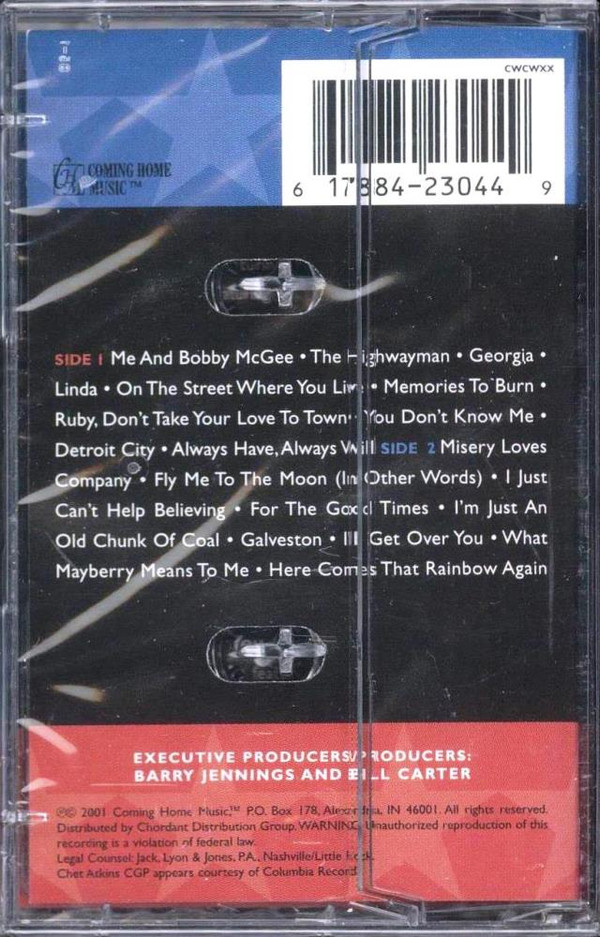 CWCWXX
COMING HOME
MUSIC™
6 17884-23044 9
SIDE 1 Me And Bobby McGee • The Highwayman • Georgia •
Linda • On The Street Where You Live • Memories To Burn •
Ruby, Don't Take Your Love To Town • You Don't Know Me •
Detroit City • Always Have, Always Will SIDE 2 Misery Loves
Company • Fly Me To The Moon (In Other Words) • I Just
Can't Help Believing • For The Good Times • I'm Just An
Old Chunk Of Coal • Galveston • I'll Get Over You • What
Mayberry Means To Me • Here Comes That Rainbow Again
EXECUTIVE PRODUCERS/PRODUCERS:
BARRY JENNINGS AND BILL CARTER
℗© 2001 Coming Home Music,™ P.O. Box 178, Alexandria, IN 46001. All rights reserved.
Distributed by Chordant Distribution Group. WARNING: Unauthorized reproduction of this
recording is a violation of federal law.
Legal Counsel: Jack, Lyon & Jones, P.A., Nashville/Little Rock.
Chet Atkins CGP appears courtesy of Columbia Records